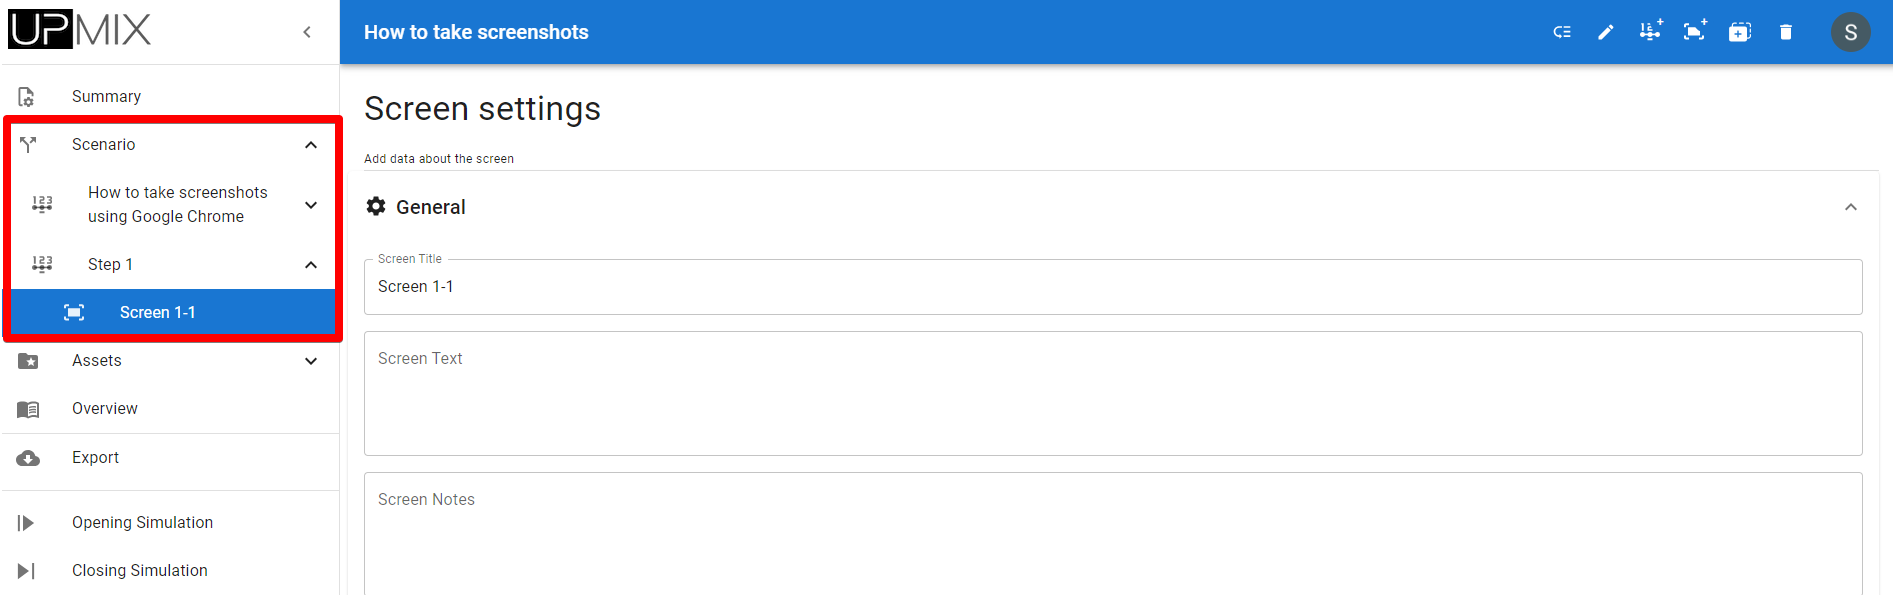 UPMIX
How to take screenshots
S
Summary
Scenario
How to take screenshots
using Google Chrome
Step 1
Screen 1-1
Assets
Overview
Export
Opening Simulation
Closing Simulation
Screen settings
Add data about the screen
General
Screen Title
Screen 1-1
Screen Text
Screen Notes